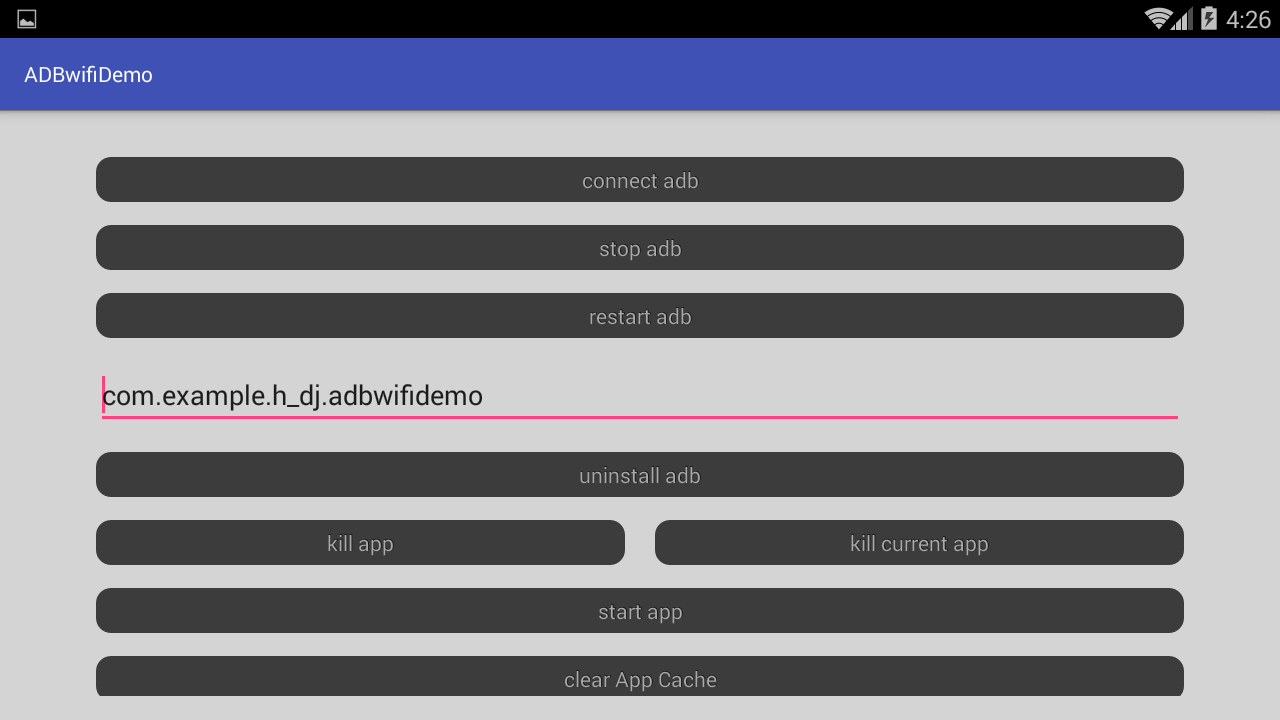 4:26
ADBwifiDemo
connect adb
stop adb
restart adb
com.example.h_dj.adbwifidemo
uninstall adb
kill app
kill current app
start app
clear App Cache